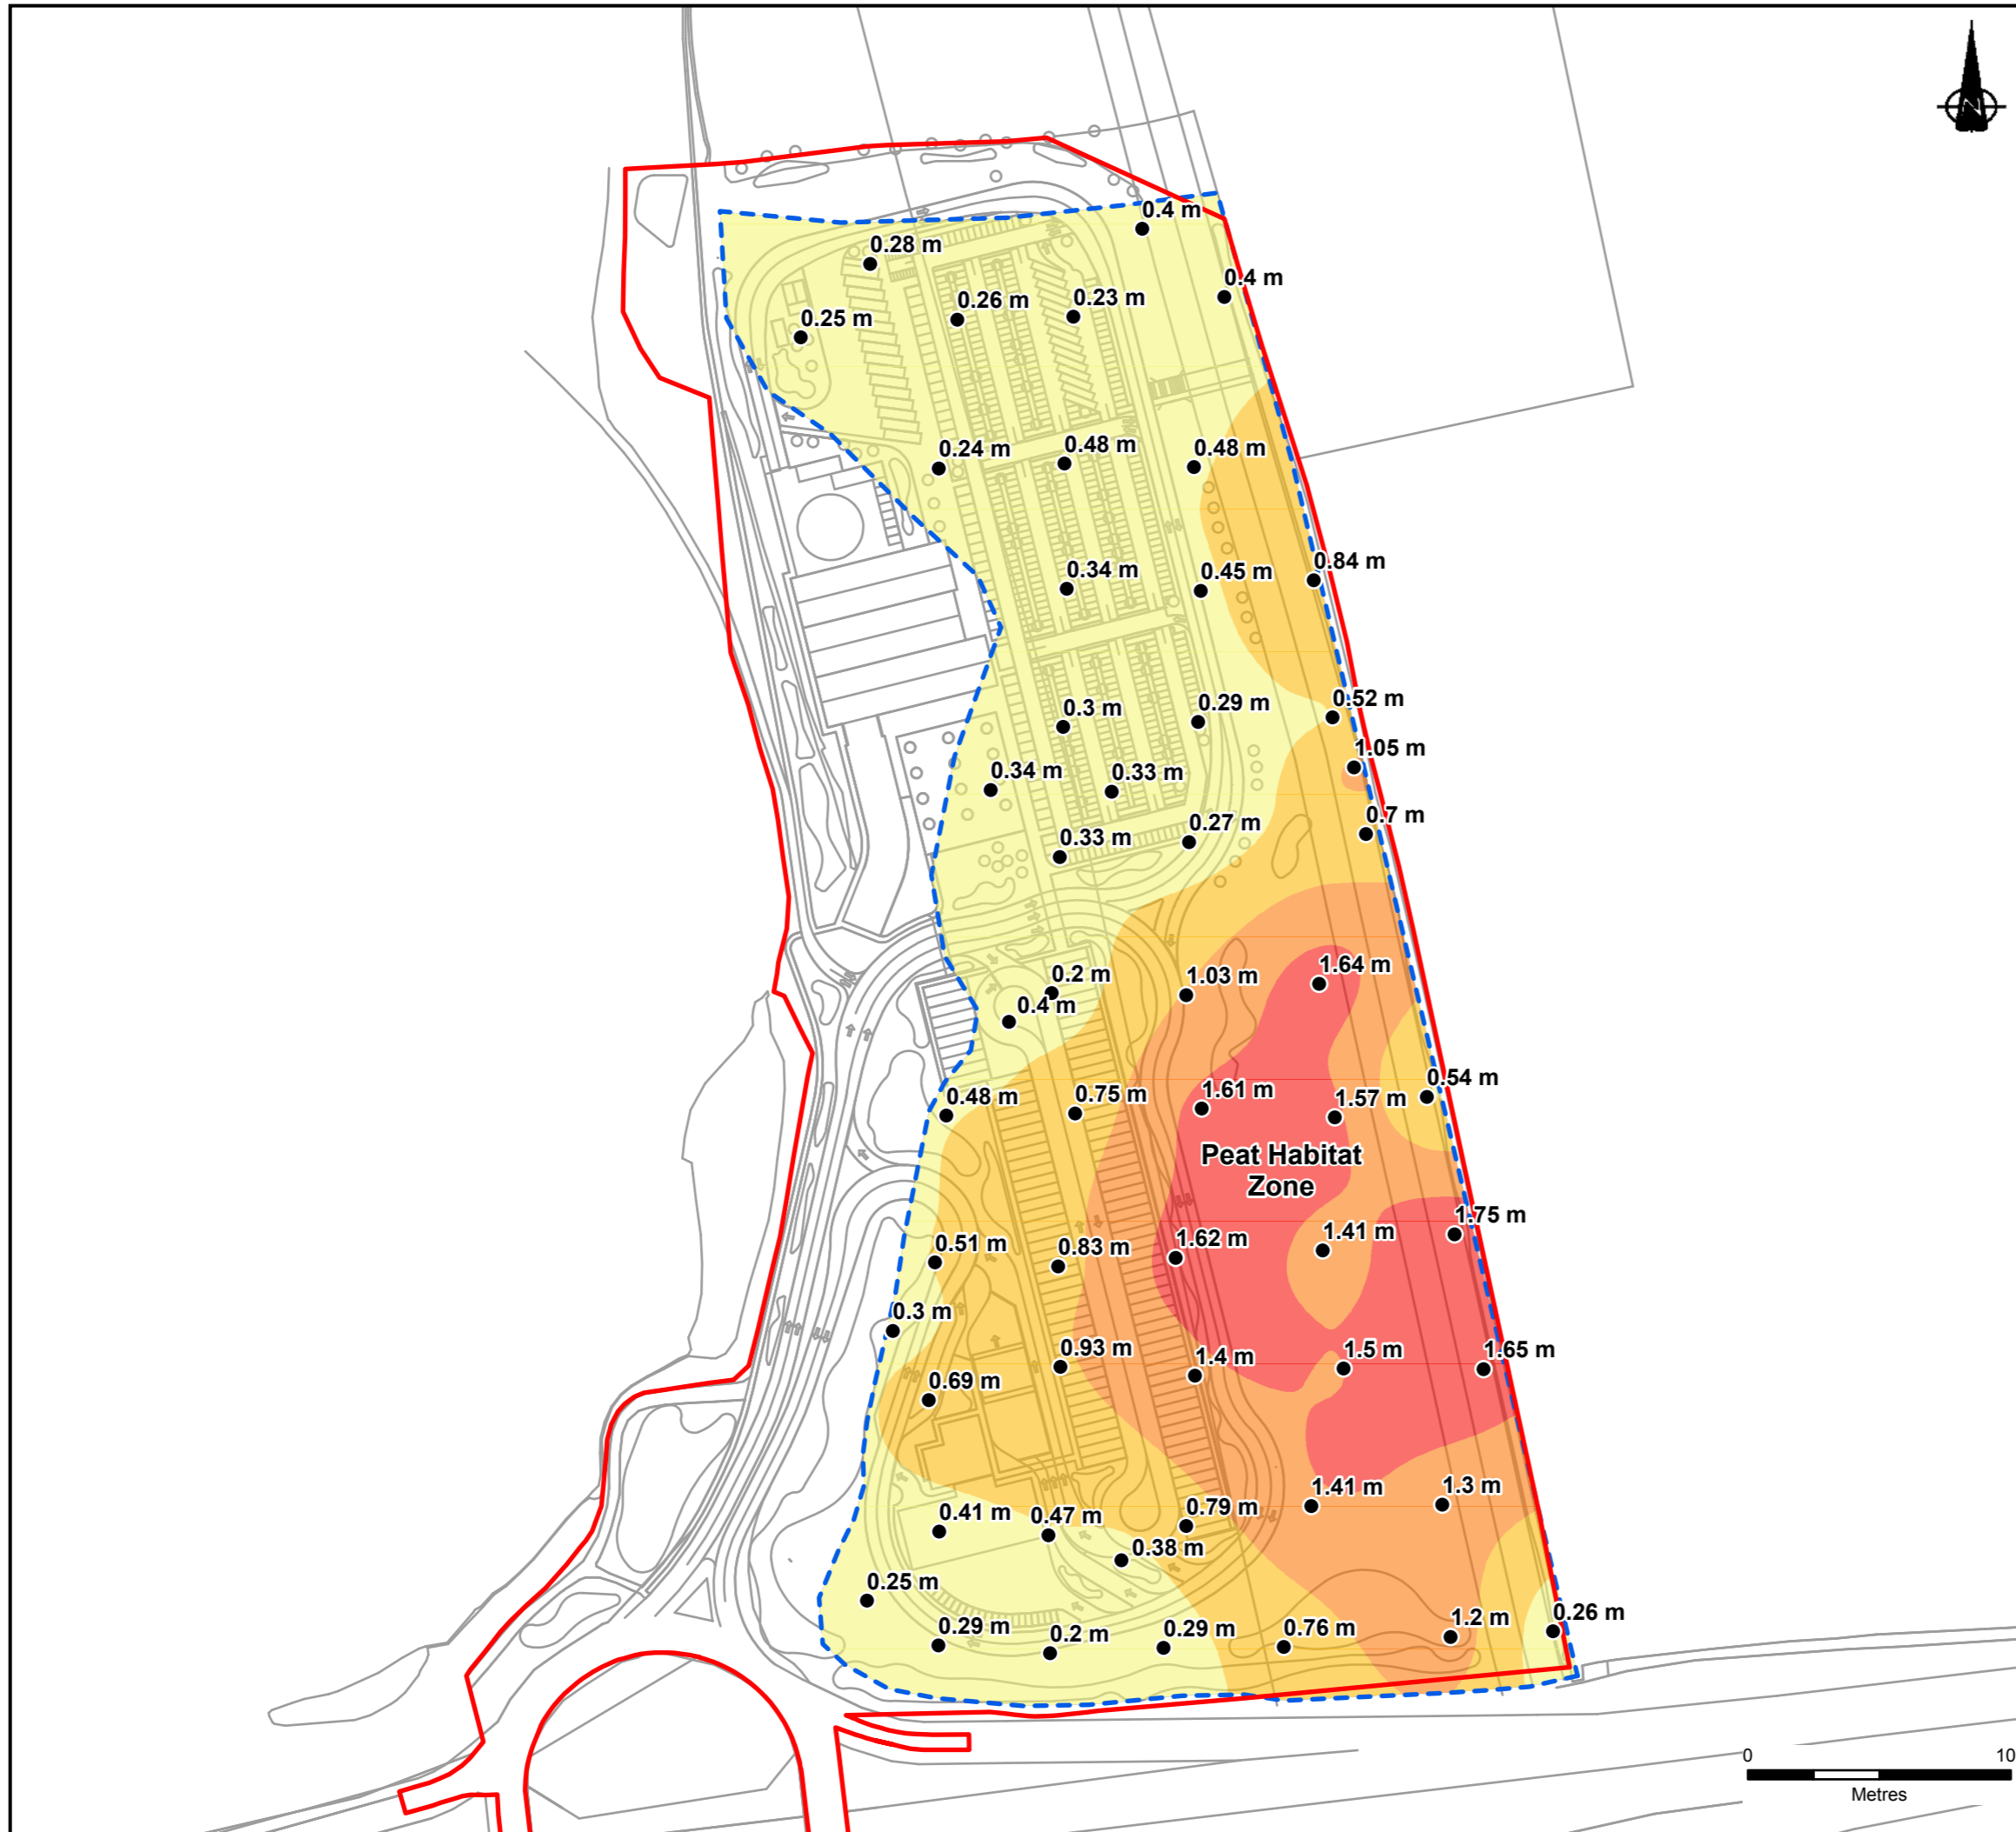 N
0.4 m
0.28 m
0.4 m
0.26 m
0.23 m
0.25 m
0.24 m
0.48 m
0.48 m
0.84 m
0.34 m
0.45 m
0.52 m
0.3 m
0.29 m
1.05 m
0.34 m
0.33 m
0.7 m
0.33 m
0.27 m
1.64 m
0.2 m
1.03 m
0.4 m
0.54 m
0.48 m
0.75 m
1.61 m
1.57 m
Peat Habitat
Zone
1.75 m
0.51 m
0.83 m
1.62 m
1.41 m
0.3 m
0.93 m
1.4 m
1.5 m
1.65 m
0.69 m
1.41 m
1.3 m
0.41 m
0.47 m
0.79 m
0.38 m
0.25 m
0.29 m
0.2 m
0.29 m
0.76 m
1.2 m
0.26 m
0
10
Metres